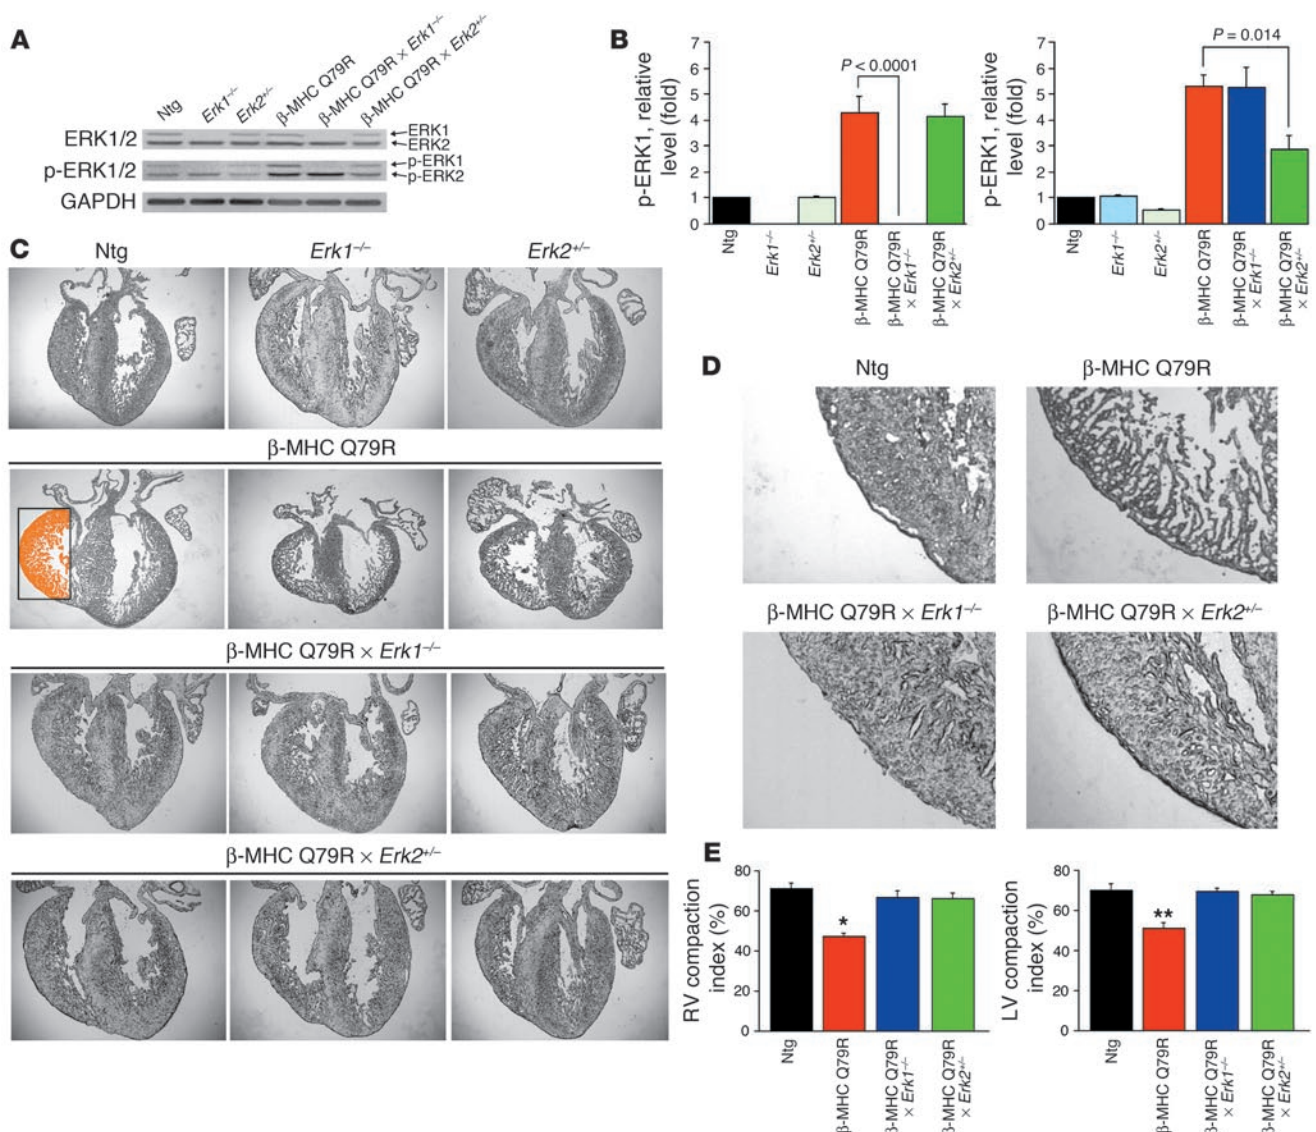 A
Ntg
Erk1–/–
Erk2+/–
β-MHC Q79R
β-MHC Q79R × Erk1–/–
β-MHC Q79R × Erk2+/–
ERK1/2
ERK1
ERK2
p-ERK1/2
p-ERK1
p-ERK2
GAPDH
B
p-ERK1, relative
level (fold)
7
6
5
4
3
2
1
0
P < 0.0001
Ntg
Erk1–/–
Erk2+/–
β-MHC Q79R
β-MHC Q79R
× Erk1–/–
β-MHC Q79R
× Erk2+/–
p-ERK1, relative
level (fold)
7
6
5
4
3
2
1
0
P = 0.014
Ntg
Erk1–/–
Erk2+/–
β-MHC Q79R
β-MHC Q79R
× Erk1–/–
β-MHC Q79R
× Erk2+/–
C
Ntg
Erk1–/–
Erk2+/–
β-MHC Q79R
β-MHC Q79R × Erk1–/–
β-MHC Q79R × Erk2+/–
D
Ntg
β-MHC Q79R
β-MHC Q79R × Erk1–/–
β-MHC Q79R × Erk2+/–
E
RV compaction
index (%)
80
60
40
20
0
*
Ntg
β-MHC Q79R
β-MHC Q79R
× Erk1–/–
β-MHC Q79R
× Erk2+/–
LV compaction
index (%)
80
60
40
20
0
**
Ntg
β-MHC Q79R
β-MHC Q79R
× Erk1–/–
β-MHC Q79R
× Erk2+/–